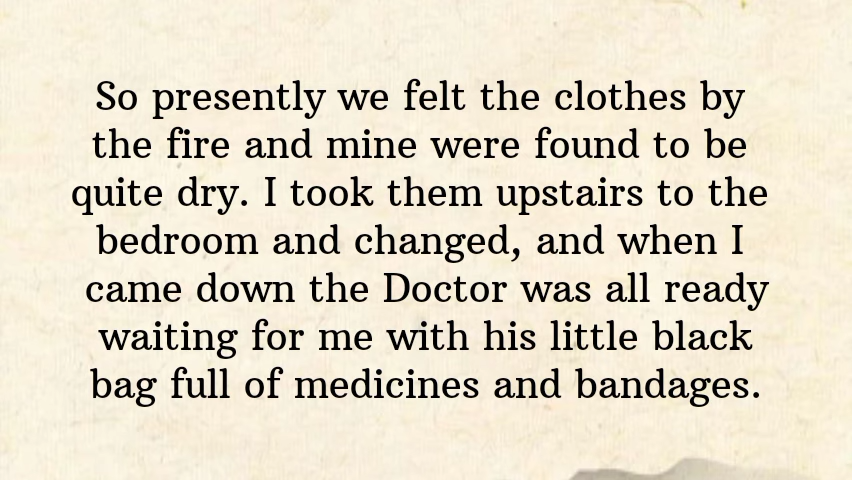 So presently we felt the clothes by
the fire and mine were found to be
quite dry. I took them upstairs to the
bedroom and changed, and when I
came down the Doctor was all ready
waiting for me with his little black
bag full of medicines and bandages.